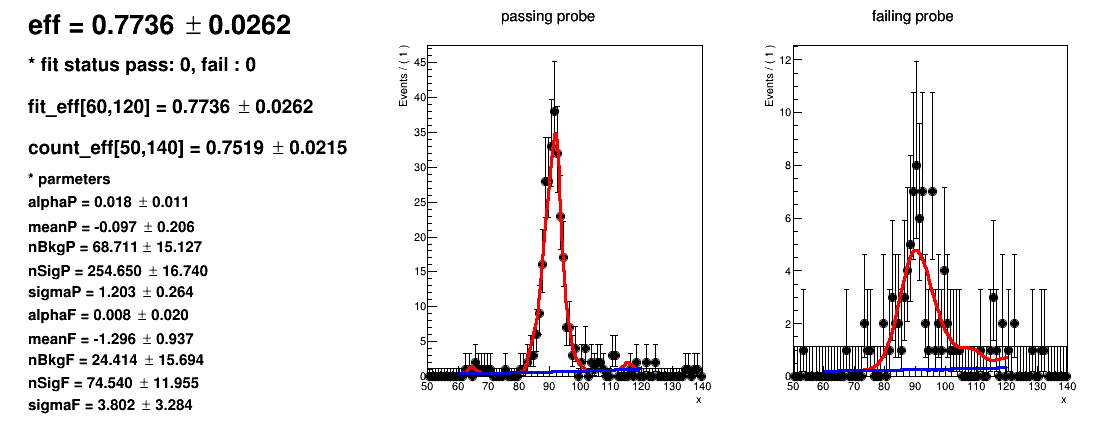 eff = 0.7736 ± 0.0262
* fit status pass: 0, fail : 0
fit_eff[60,120] = 0.7736 ± 0.0262
count_eff[50,140] = 0.7519 ± 0.0215
* parmeters
alphaP = 0.018 ± 0.011
meanP = -0.097 ± 0.206
nBkgP = 68.711 ± 15.127
nSigP = 254.650 ± 16.740
sigmaP = 1.203 ± 0.264
alphaF = 0.008 ± 0.020
meanF = -1.296 ± 0.937
nBkgF = 24.414 ± 15.694
nSigF = 74.540 ± 11.955
sigmaF = 3.802 ± 3.284
passing probe
Events / ( 1 )
45
40
35
30
25
20
15
10
5
0
50 60 70 80 90 100 110 120 130 140
x
failing probe
Events / ( 1 )
12
10
8
6
4
2
0
50 60 70 80 90 100 110 120 130 140
x